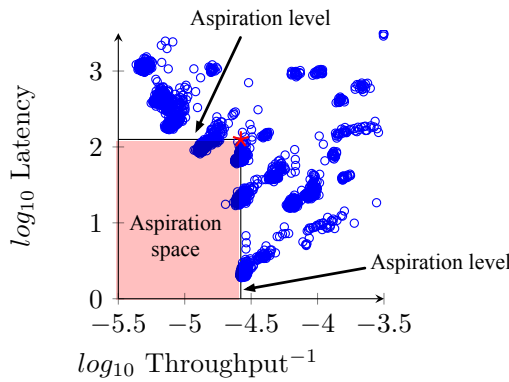 Aspiration level
3
2
1
0
log₁₀ Latency
Aspiration
space
Aspiration level
−5.5 −5 −4.5 −4 −3.5
log₁₀ Throughput⁻¹